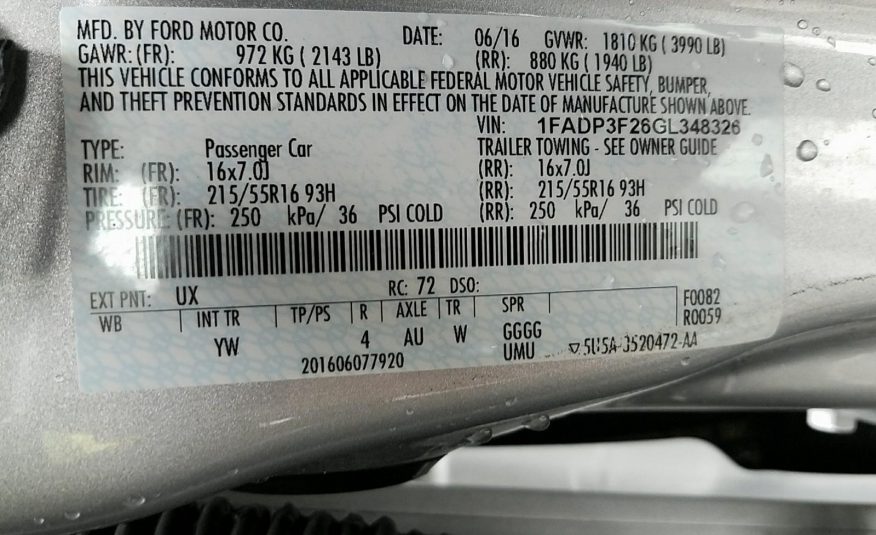 MFD. BY FORD MOTOR CO. DATE: 06/16 GVWR: 1810 KG ( 3990 LB)
GAWR: (FR): 972 KG ( 2143 LB) (RR): 880 KG ( 1940 LB)
THIS VEHICLE CONFORMS TO ALL APPLICABLE FEDERAL MOTOR VEHICLE SAFETY, BUMPER,
AND THEFT PREVENTION STANDARDS IN EFFECT ON THE DATE OF MANUFACTURE SHOWN ABOVE.
VIN: 1FADP3F26GL348326
TYPE: Passenger Car TRAILER TOWING - SEE OWNER GUIDE
RIM: (FR): 16x7.0J (RR): 16x7.0J
TIRE: (FR): 215/55R16 93H (RR): 215/55R16 93H
PRESSURE: (FR): 250 kPa/ 36 PSI COLD (RR): 250 kPa/ 36 PSI COLD
EXT PNT: UX RC: 72 DSO:
WB INT TR TP/PS R AXLE TR SPR F0082
R0059
YW 4 AU W GGGG
UMU
201606077920 5U5A-3520472-AA